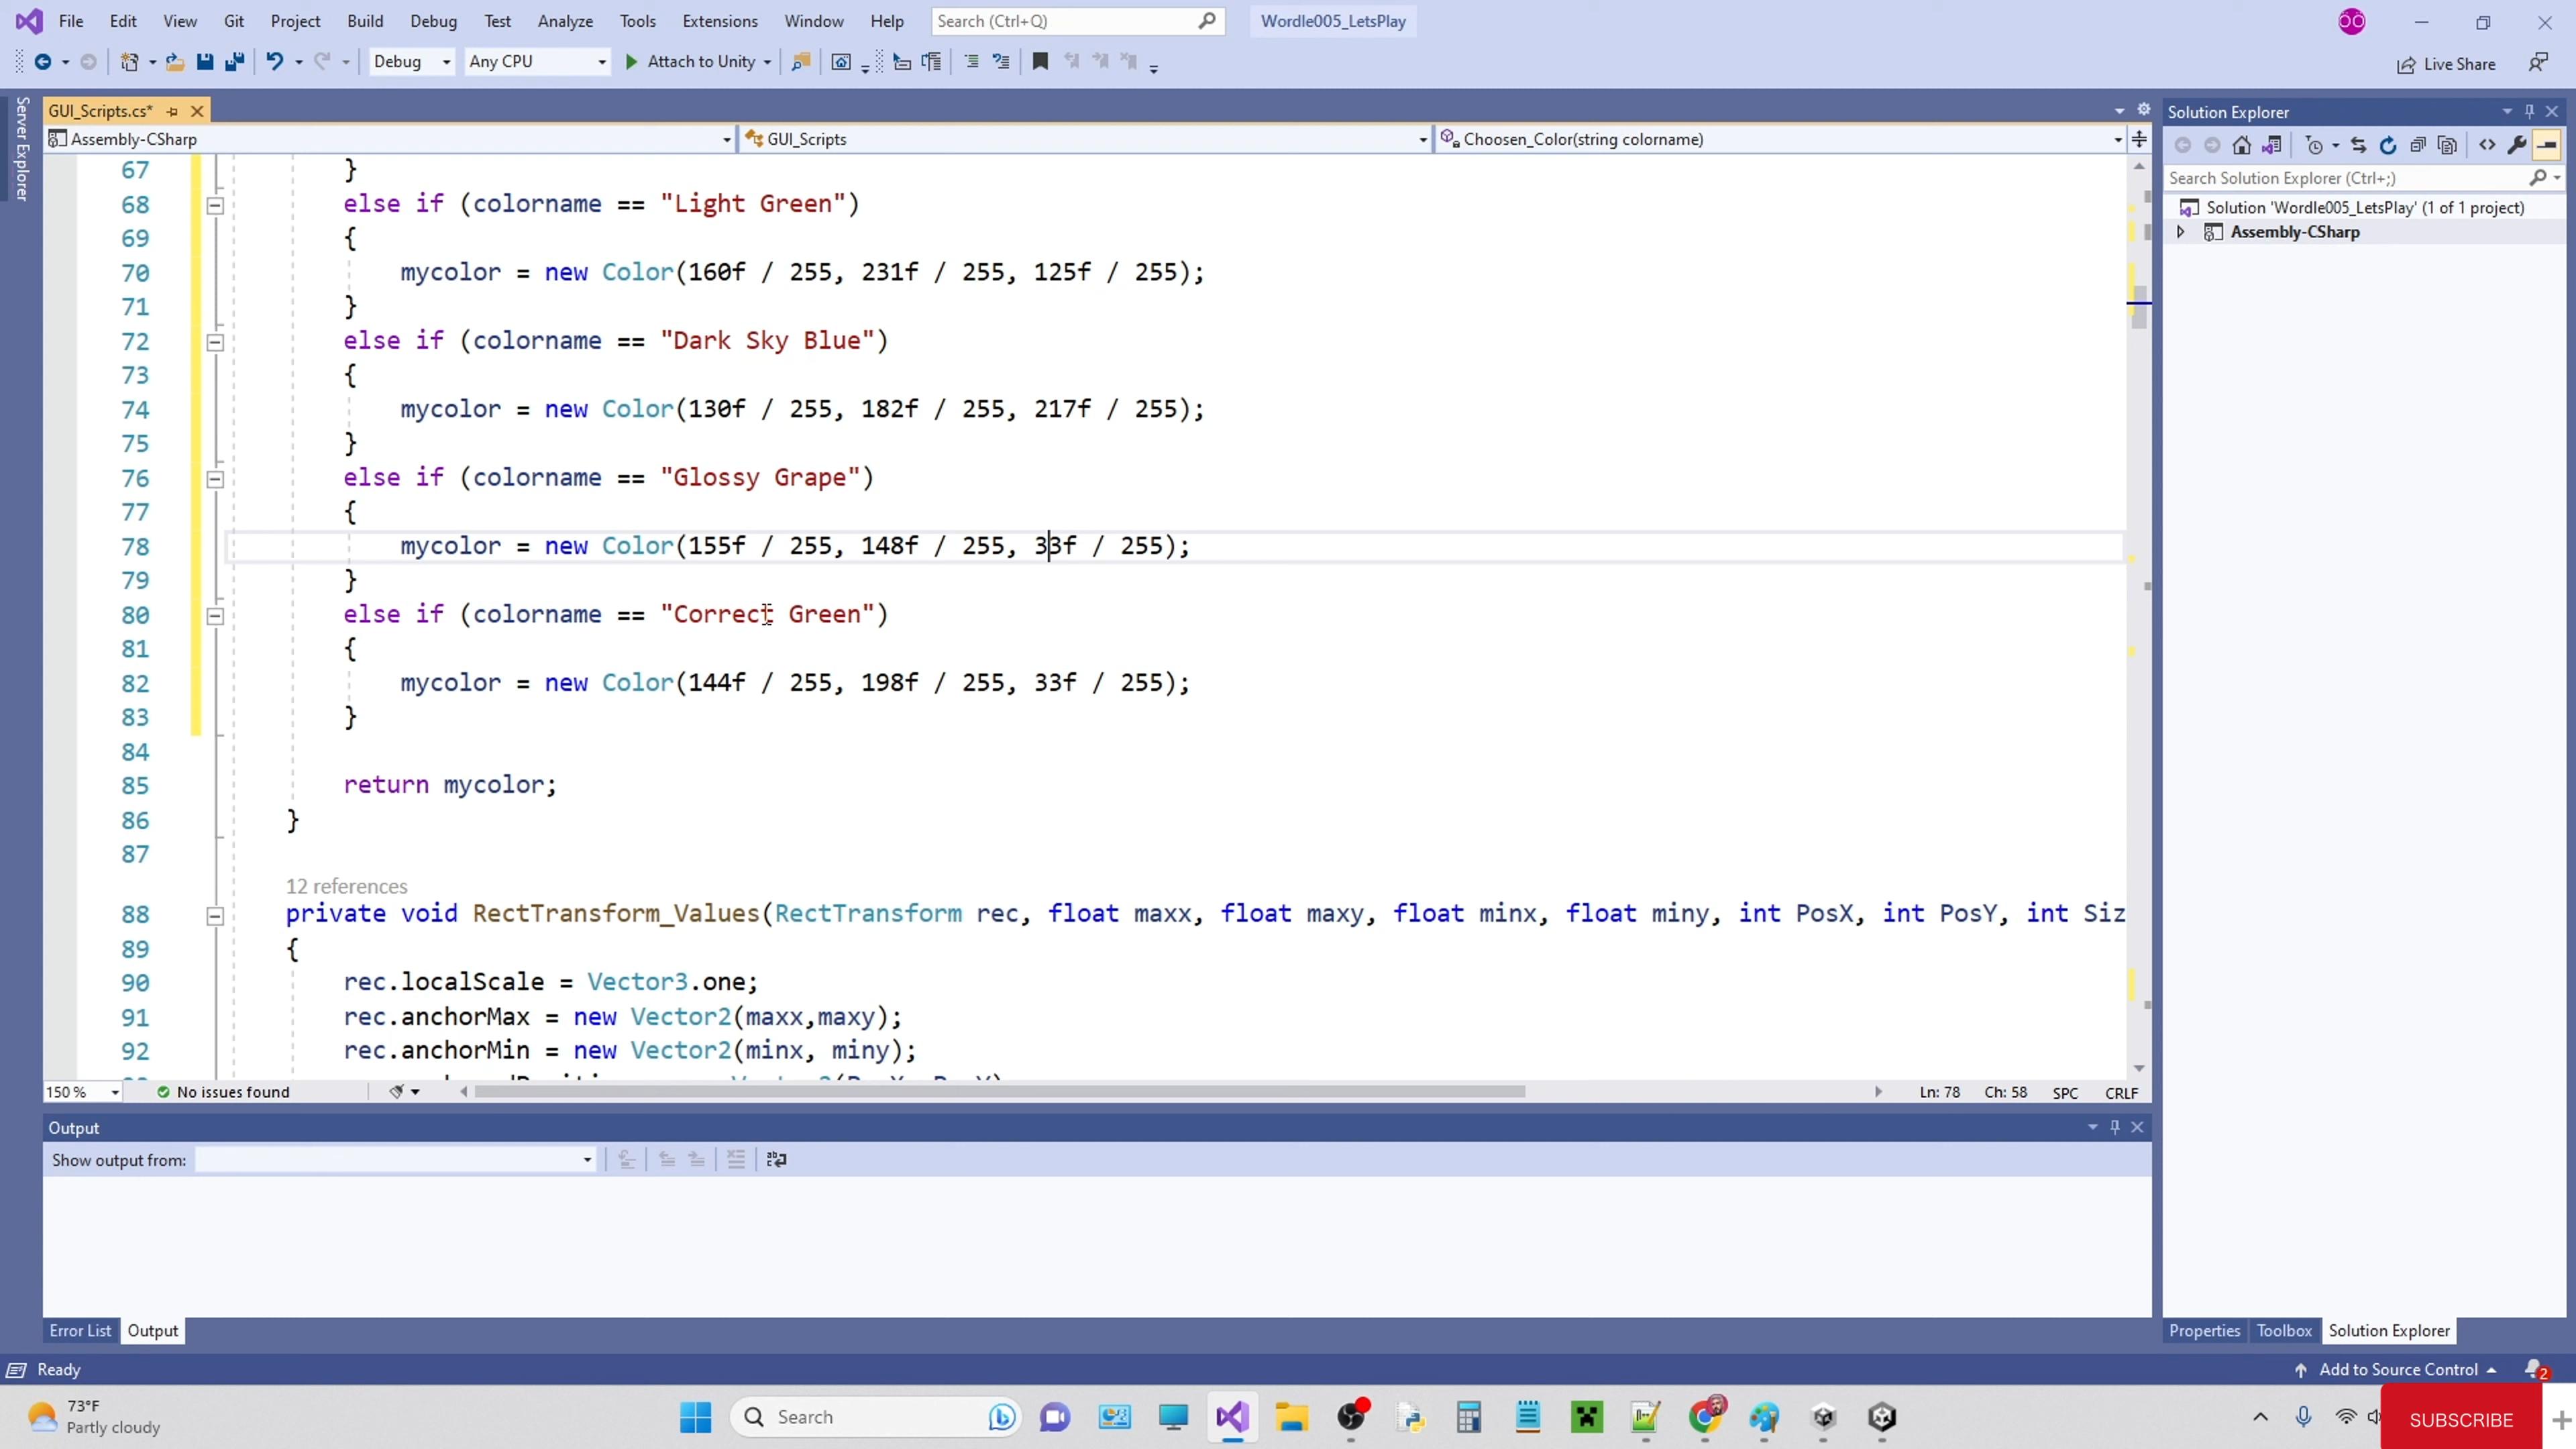 File Edit View Git Project Build Debug Test Analyze Tools Extensions Window Help Search (Ctrl+Q) Wordle005_LetsPlay
Debug Any CPU Attach to Unity Live Share
Server Explorer
GUI_Scripts.cs*
Assembly-CSharp GUI_Scripts Choosen_Color(string colorname)
67 }
68 else if (colorname == "Light Green")
69 {
70 mycolor = new Color(160f / 255, 231f / 255, 125f / 255);
71 }
72 else if (colorname == "Dark Sky Blue")
73 {
74 mycolor = new Color(130f / 255, 182f / 255, 217f / 255);
75 }
76 else if (colorname == "Glossy Grape")
77 {
78 mycolor = new Color(155f / 255, 148f / 255, 33f / 255);
79 }
80 else if (colorname == "Correct Green")
81 {
82 mycolor = new Color(144f / 255, 198f / 255, 33f / 255);
83 }
84
85 return mycolor;
86 }
87
12 references
88 private void RectTransform_Values(RectTransform rec, float maxx, float maxy, float minx, float miny, int PosX, int PosY, int Siz
89 {
90 rec.localScale = Vector3.one;
91 rec.anchorMax = new Vector2(maxx,maxy);
92 rec.anchorMin = new Vector2(minx, miny);
150 % No issues found Ln: 78 Ch: 58 SPC CRLF
Output
Show output from:
Error List Output
Solution Explorer
Search Solution Explorer (Ctrl+;)
Solution 'Wordle005_LetsPlay' (1 of 1 project)
Assembly-CSharp
Properties Toolbox Solution Explorer
Ready Add to Source Control 2
73°F
Partly cloudy
Search
SUBSCRIBE